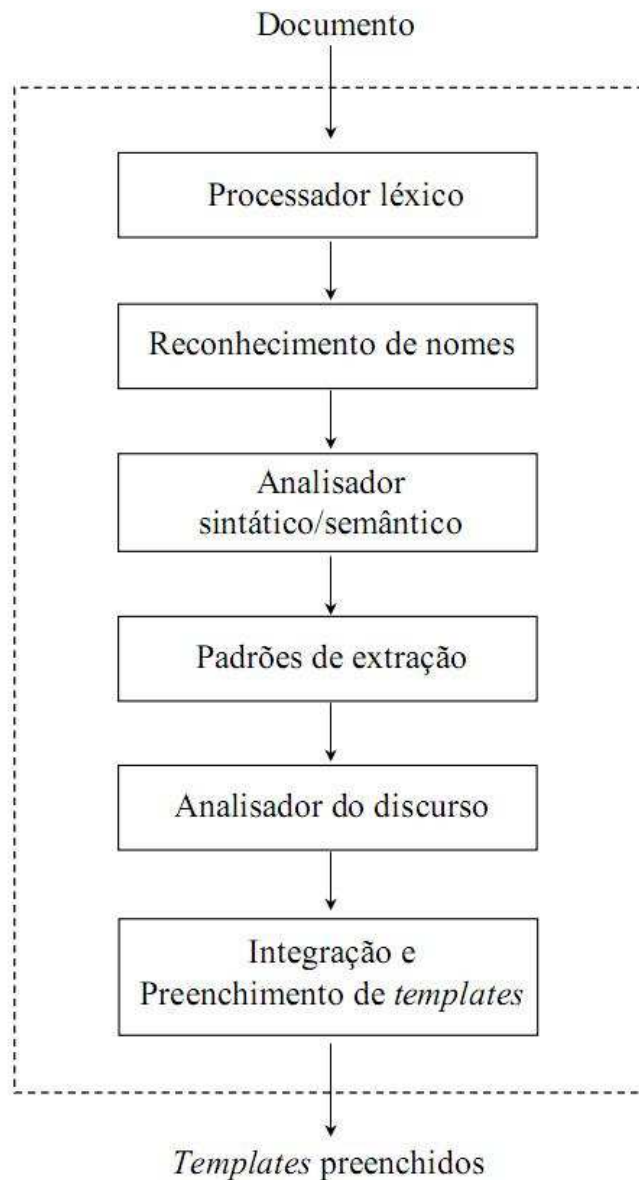 Documento
Processador léxico
Reconhecimento de nomes
Analisador
sintático/semântico
Padrões de extração
Analisador do discurso
Integração e
Preenchimento de templates
Templates preenchidos